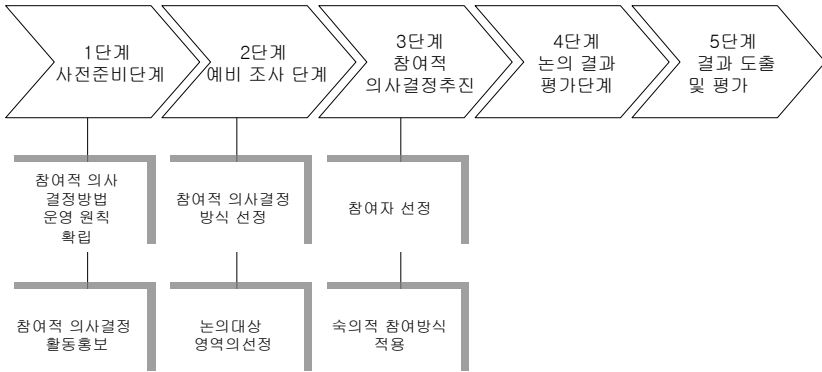 1단계
사전준비단계
2단계
예비 조사 단계
3단계
참여적
의사결정추진
4단계
논의 결과
평가단계
5단계
결과 도출
및 평가
참여적 의사
결정방법
운영 원칙
확립
참여적 의사결정
방식 선정
참여자 선정
참여적 의사결정
활동홍보
논의대상
영역의선정
숙의적 참여방식
적용